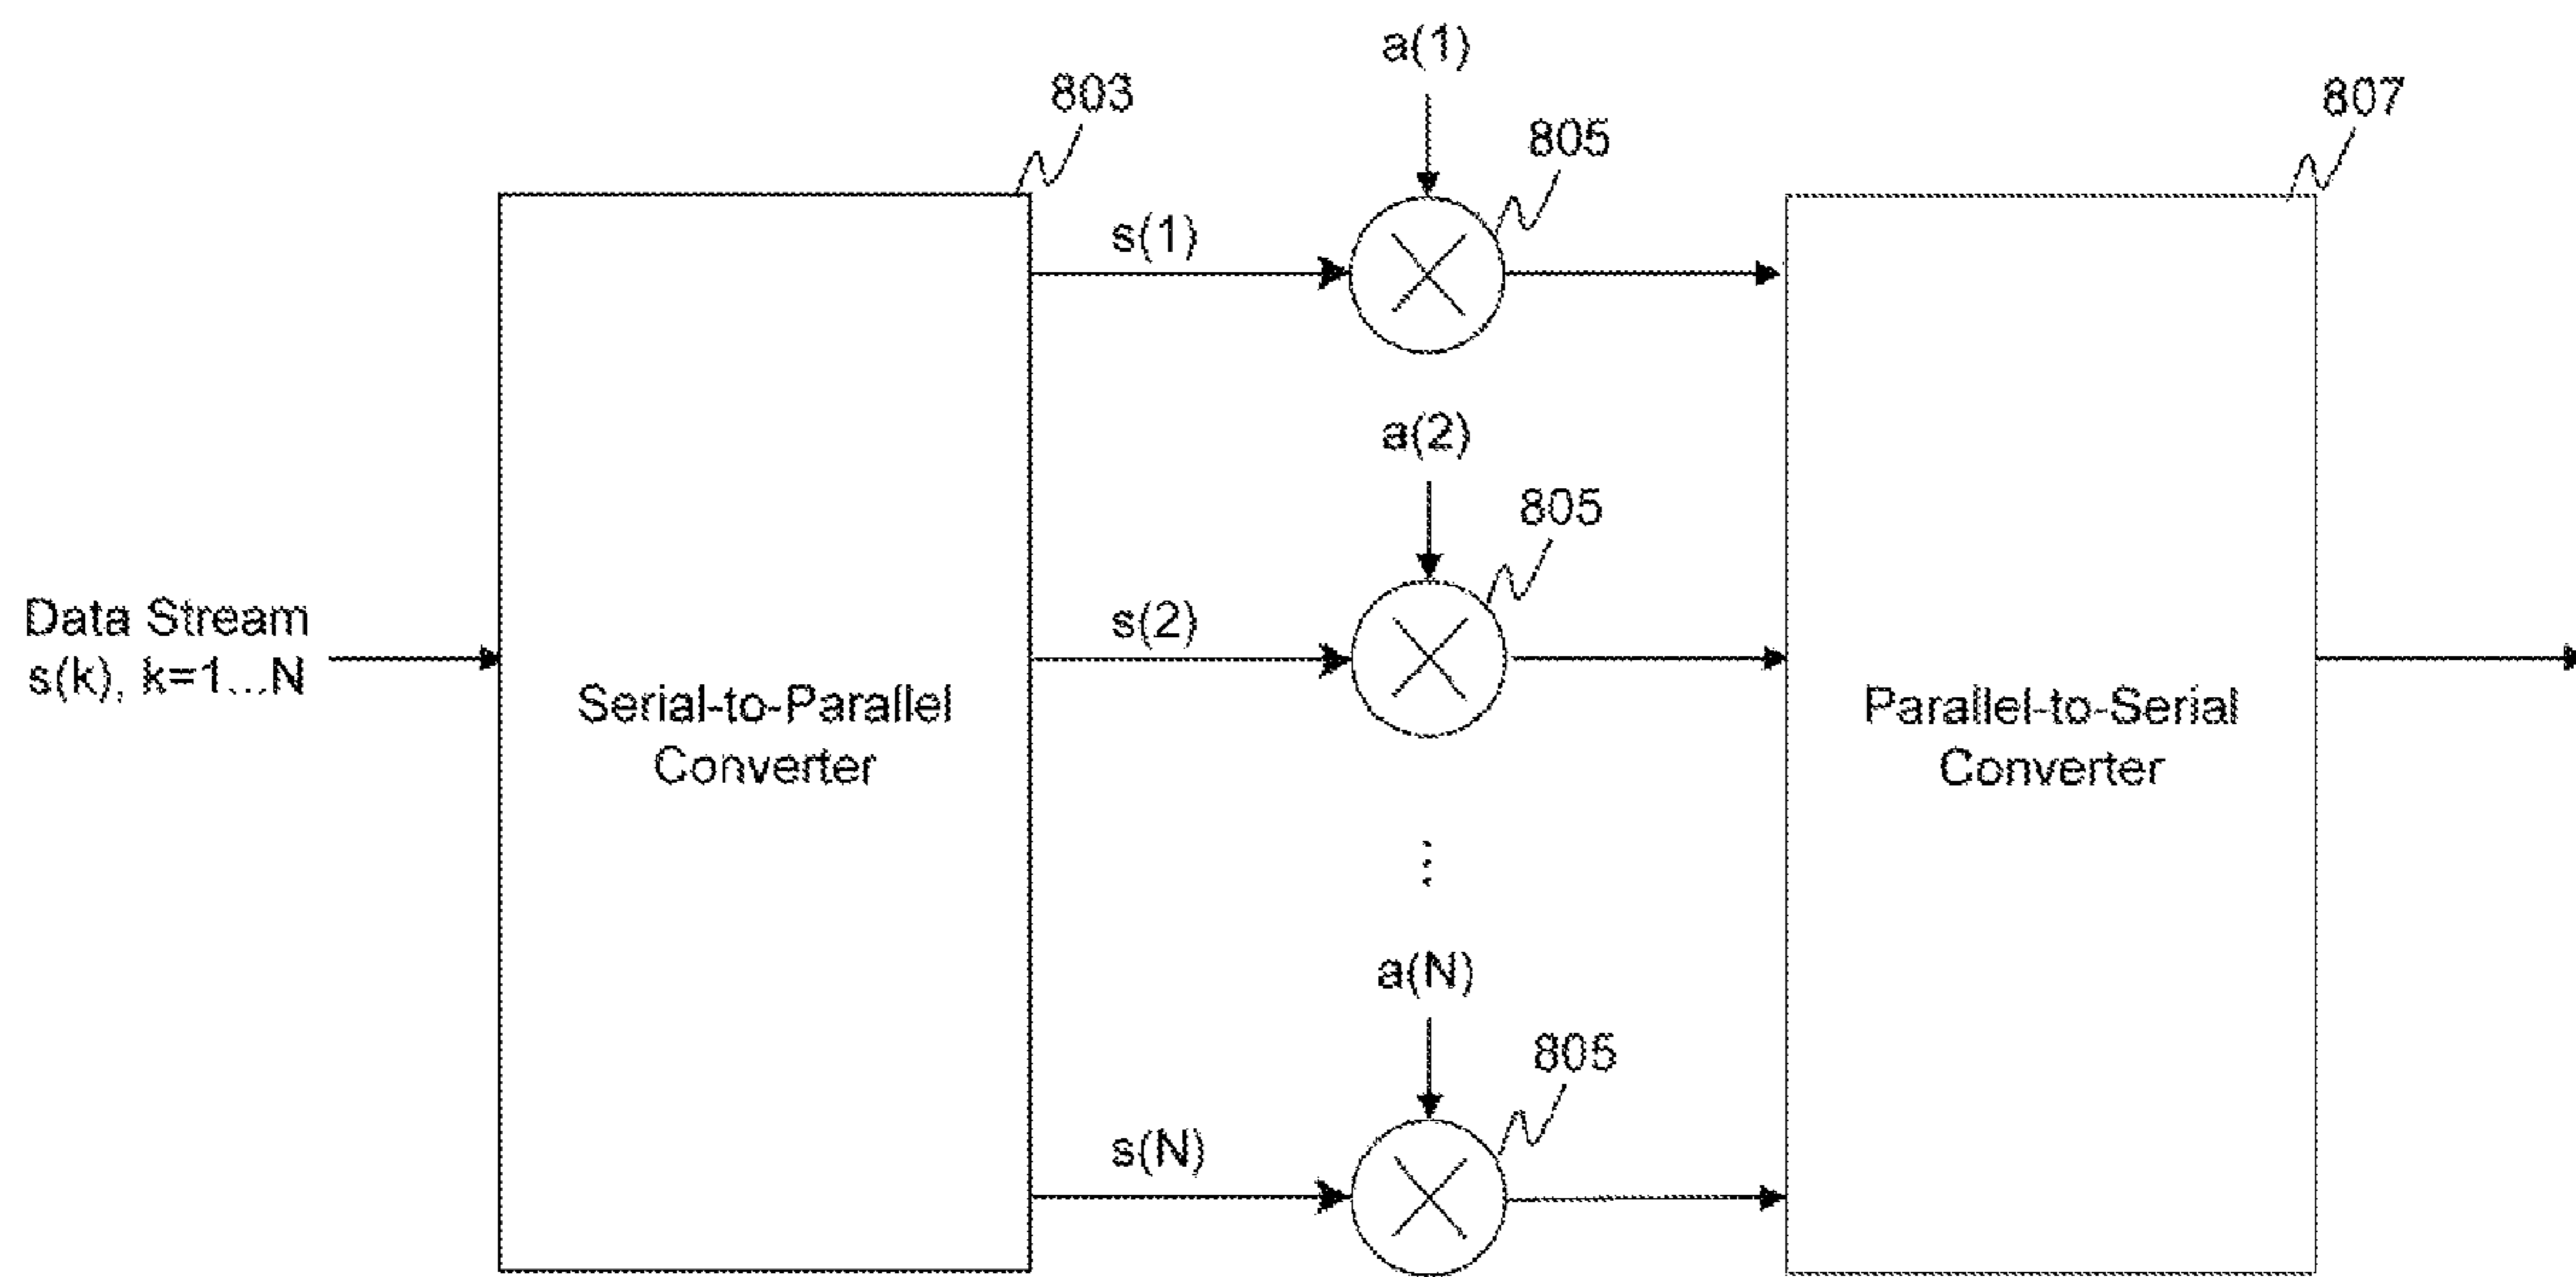 a(1)
803
807
805
s(1)
a(2)
805
Data Stream
s(k), k=1...N
s(2)
Serial-to-Parallel
Converter
Parallel-to-Serial
Converter
...
a(N)
805
s(N)